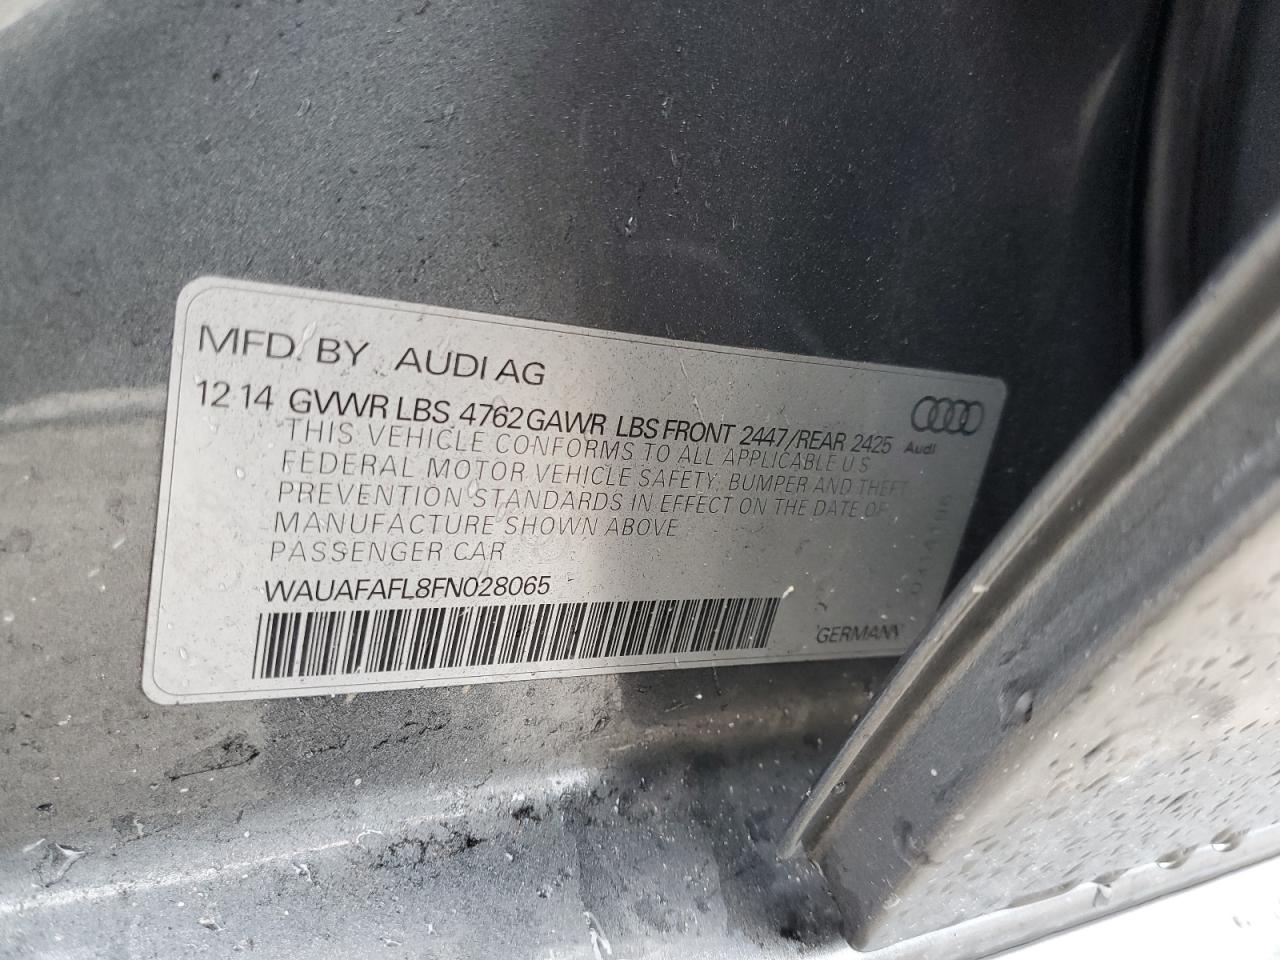 MFD. BY AUDI AG
12 14 GVWR LBS 4762 GAWR LBS FRONT 2447/REAR 2425
Audi
THIS VEHICLE CONFORMS TO ALL APPLICABLE U S
FEDERAL MOTOR VEHICLE SAFETY, BUMPER AND THEFT
PREVENTION STANDARDS IN EFFECT ON THE DATE OF
MANUFACTURE SHOWN ABOVE
PASSENGER CAR
WAUAFAFL8FN028065
GERMANY